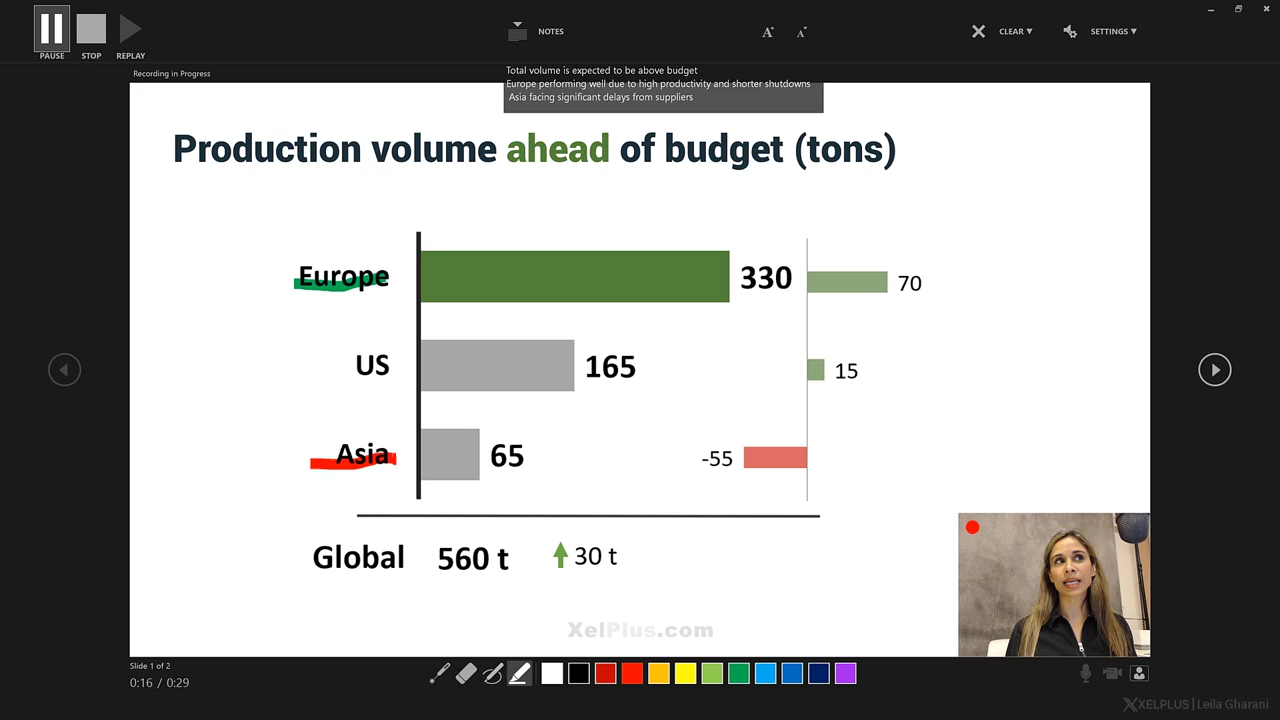 PAUSE STOP REPLAY
NOTES
A A
CLEAR SETTINGS
Recording in Progress
Total volume is expected to be above budget
Europe performing well due to high productivity and shorter shutdowns
Asia facing significant delays from suppliers
Production volume ahead of budget (tons)
Europe 330 70
US 165 15
Asia 65 -55
Global 560 t 30 t
XelPlus.com
Slide 1 of 2
0:16 / 0:29
XELPLUS | Leila Gharani